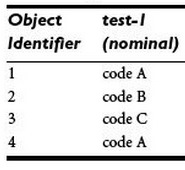 Object test-1
Identifier (nominal)
1 code A
2 code B
3 code C
4 code A